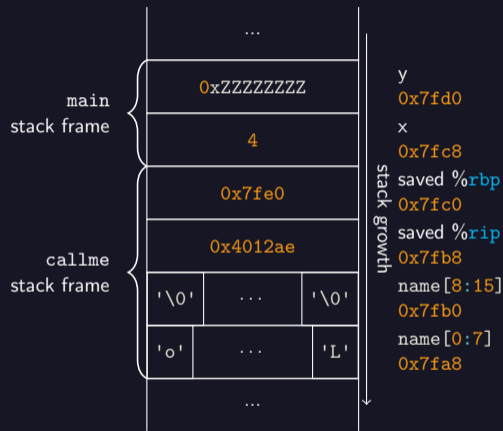 ...
main
stack frame
0xZZZZZZZZ
y
0x7fd0
4
x
0x7fc8
callme
stack frame
0x7fe0
saved %rbp
0x7fc0
0x4012ae
saved %rip
0x7fb8
'\0' ... '\0'
name[8:15]
0x7fb0
'o' ... 'L'
name[0:7]
0x7fa8
stack growth
...